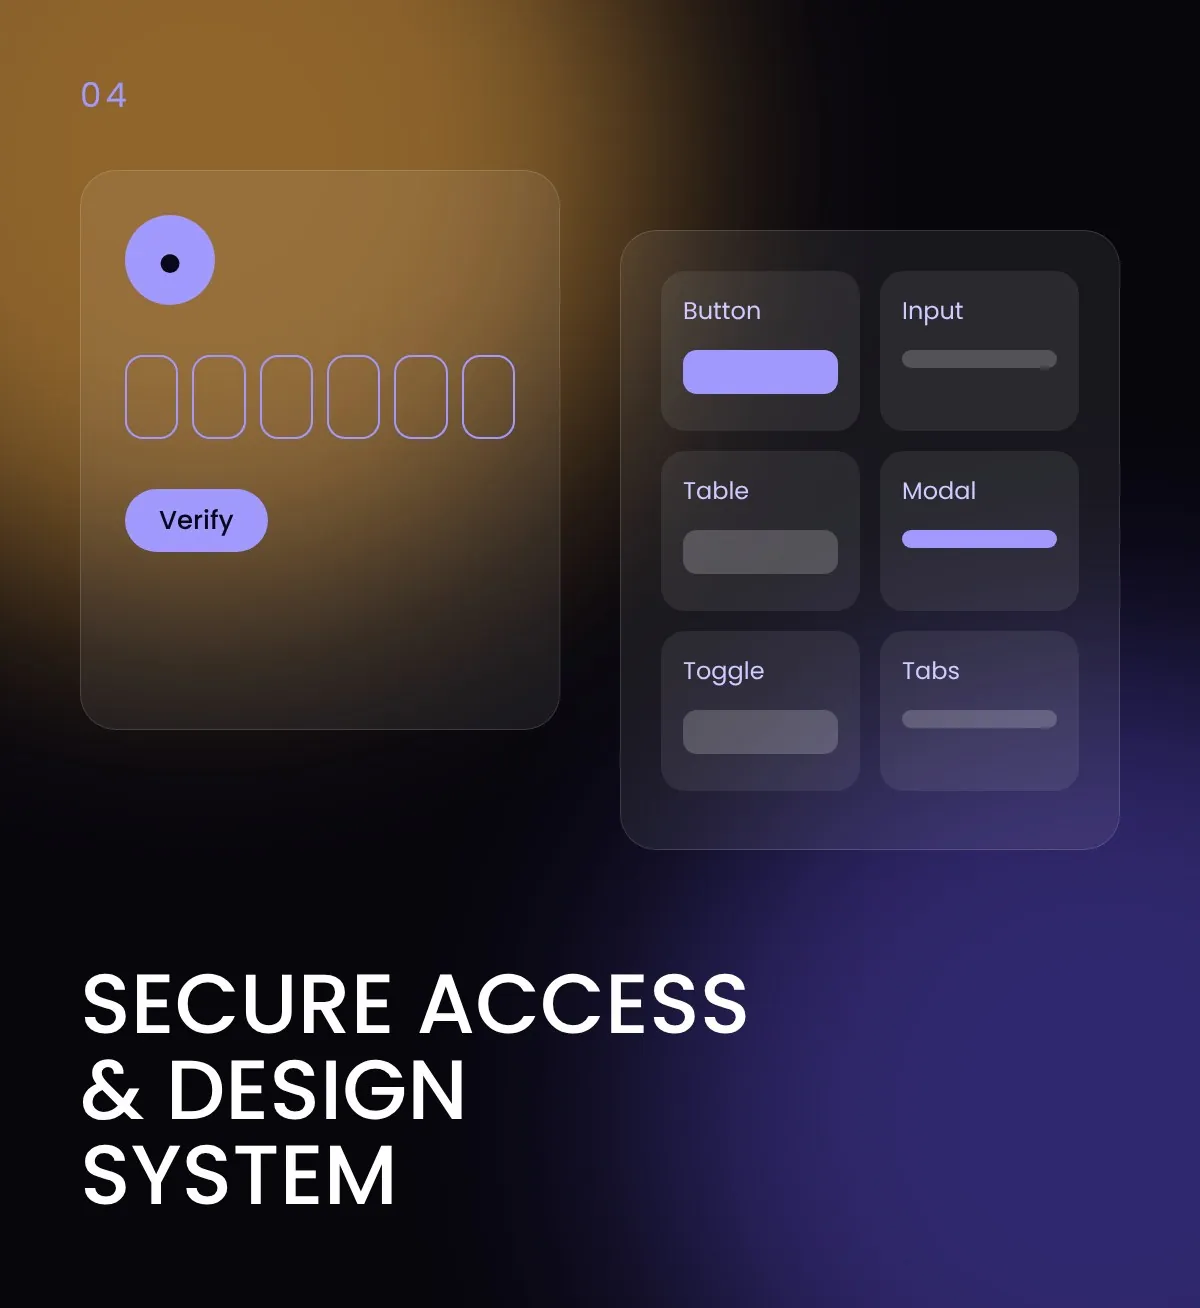 04
Verify
Button
Input
Table
Modal
Toggle
Tabs
SECURE ACCESS
& DESIGN
SYSTEM